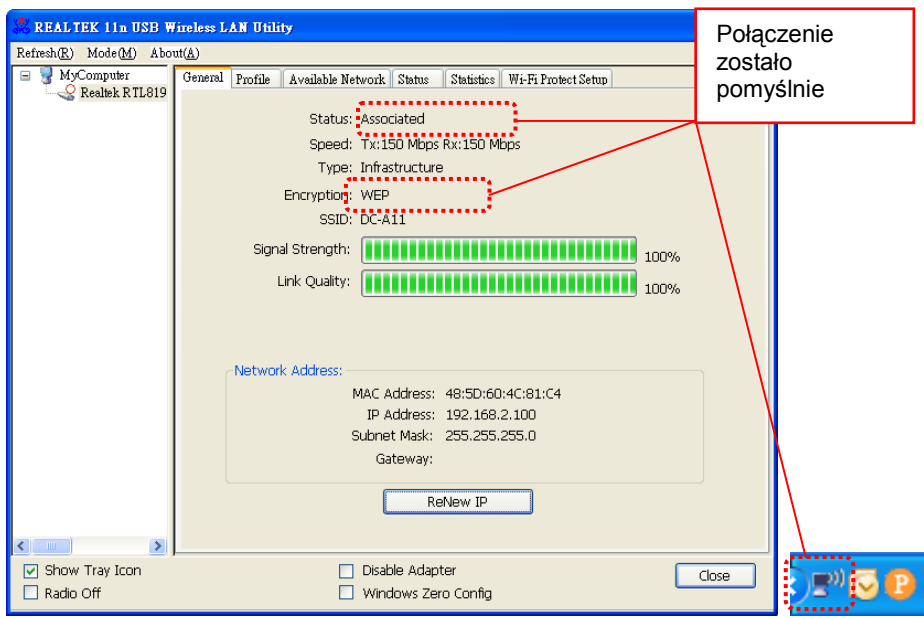 REALTEK 11n USB Wireless LAN Utility
Refresh(R) Mode(M) About(A)
MyComputer
Realtek RTL819
General Profile Available Network Status Statistics Wi-Fi Protect Setup
Status: Associated
Speed: Tx:150 Mbps Rx:150 Mbps
Type: Infrastructure
Encryption: WEP
SSID: DC-A11
Signal Strength: 100%
Link Quality: 100%
Network Address:
MAC Address: 48:5D:60:4C:81:C4
IP Address: 192.168.2.100
Subnet Mask: 255.255.255.0
Gateway:
ReNew IP
Show Tray Icon
Radio Off
Disable Adapter
Windows Zero Config
Close
Połączenie
zostało
pomyślnie
P